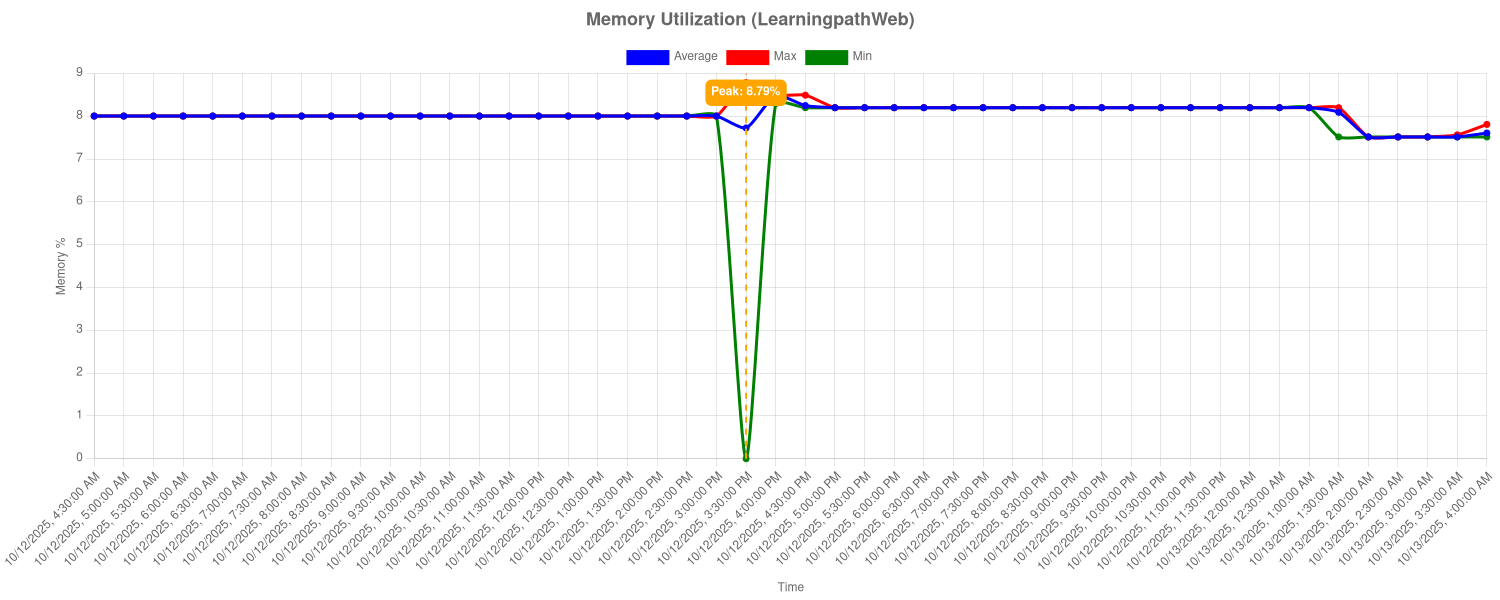 Memory Utilization (LearningpathWeb)
Average Max Min
Peak: 8.79%
9
8
7
6
5
4
3
2
1
0
Memory %
10/12/2025, 4:30:00 AM
10/12/2025, 5:00:00 AM
10/12/2025, 5:30:00 AM
10/12/2025, 6:00:00 AM
10/12/2025, 6:30:00 AM
10/12/2025, 7:00:00 AM
10/12/2025, 7:30:00 AM
10/12/2025, 8:00:00 AM
10/12/2025, 8:30:00 AM
10/12/2025, 9:00:00 AM
10/12/2025, 9:30:00 AM
10/12/2025, 10:00:00 AM
10/12/2025, 10:30:00 AM
10/12/2025, 11:00:00 AM
10/12/2025, 11:30:00 AM
10/12/2025, 12:00:00 PM
10/12/2025, 12:30:00 PM
10/12/2025, 1:00:00 PM
10/12/2025, 1:30:00 PM
10/12/2025, 2:00:00 PM
10/12/2025, 2:30:00 PM
10/12/2025, 3:00:00 PM
10/12/2025, 3:30:00 PM
10/12/2025, 4:00:00 PM
10/12/2025, 4:30:00 PM
10/12/2025, 5:00:00 PM
10/12/2025, 5:30:00 PM
10/12/2025, 6:00:00 PM
10/12/2025, 6:30:00 PM
10/12/2025, 7:00:00 PM
10/12/2025, 7:30:00 PM
10/12/2025, 8:00:00 PM
10/12/2025, 8:30:00 PM
10/12/2025, 9:00:00 PM
10/12/2025, 9:30:00 PM
10/12/2025, 10:00:00 PM
10/12/2025, 10:30:00 PM
10/12/2025, 11:00:00 PM
10/12/2025, 11:30:00 PM
10/13/2025, 12:00:00 AM
10/13/2025, 12:30:00 AM
10/13/2025, 1:00:00 AM
10/13/2025, 1:30:00 AM
10/13/2025, 2:00:00 AM
10/13/2025, 2:30:00 AM
10/13/2025, 3:00:00 AM
10/13/2025, 3:30:00 AM
10/13/2025, 4:00:00 AM
Time